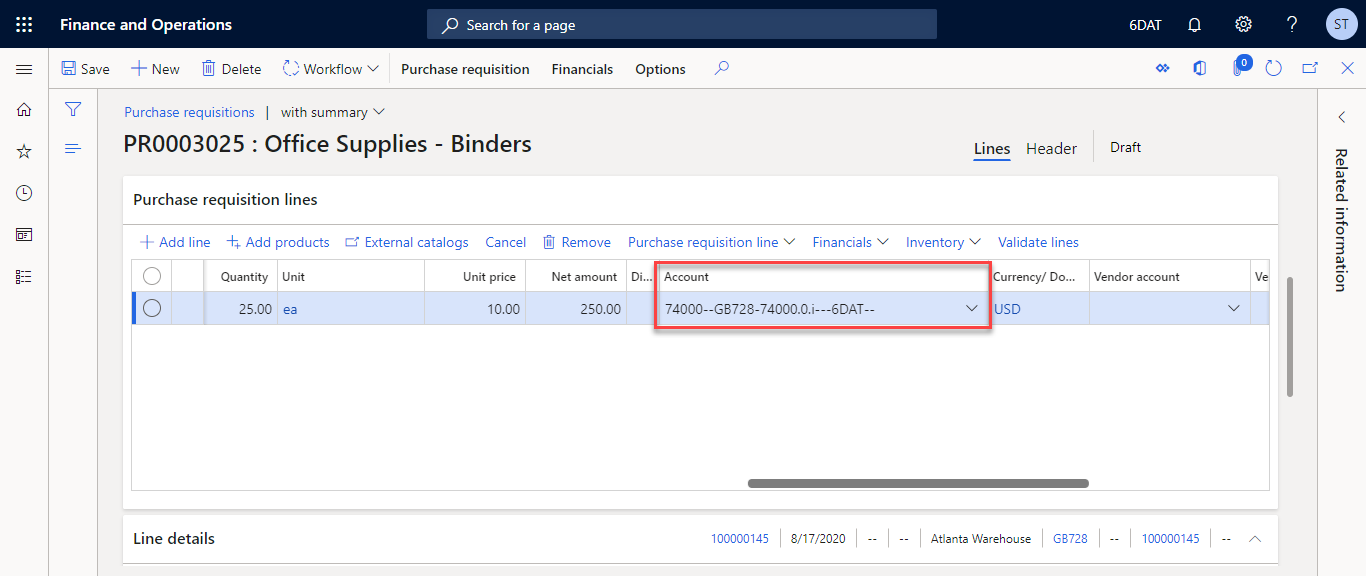 Finance and Operations
Search for a page
6DAT
?
ST
Save
New
Delete
Workflow
Purchase requisition
Financials
Options
0
Purchase requisitions | with summary
PR0003025 : Office Supplies - Binders
Lines
Header
Draft
Related information
Purchase requisition lines
Add line
Add products
External catalogs
Cancel
Remove
Purchase requisition line
Financials
Inventory
Validate lines
Quantity Unit Unit price Net amount Di... Account Currency/ Do... Vendor account Ve
25.00 ea 10.00 250.00 74000--GB728-74000.0.i---6DAT-- USD
Line details
100000145 | 8/17/2020 | -- | -- | Atlanta Warehouse | GB728 | -- | 100000145 | --